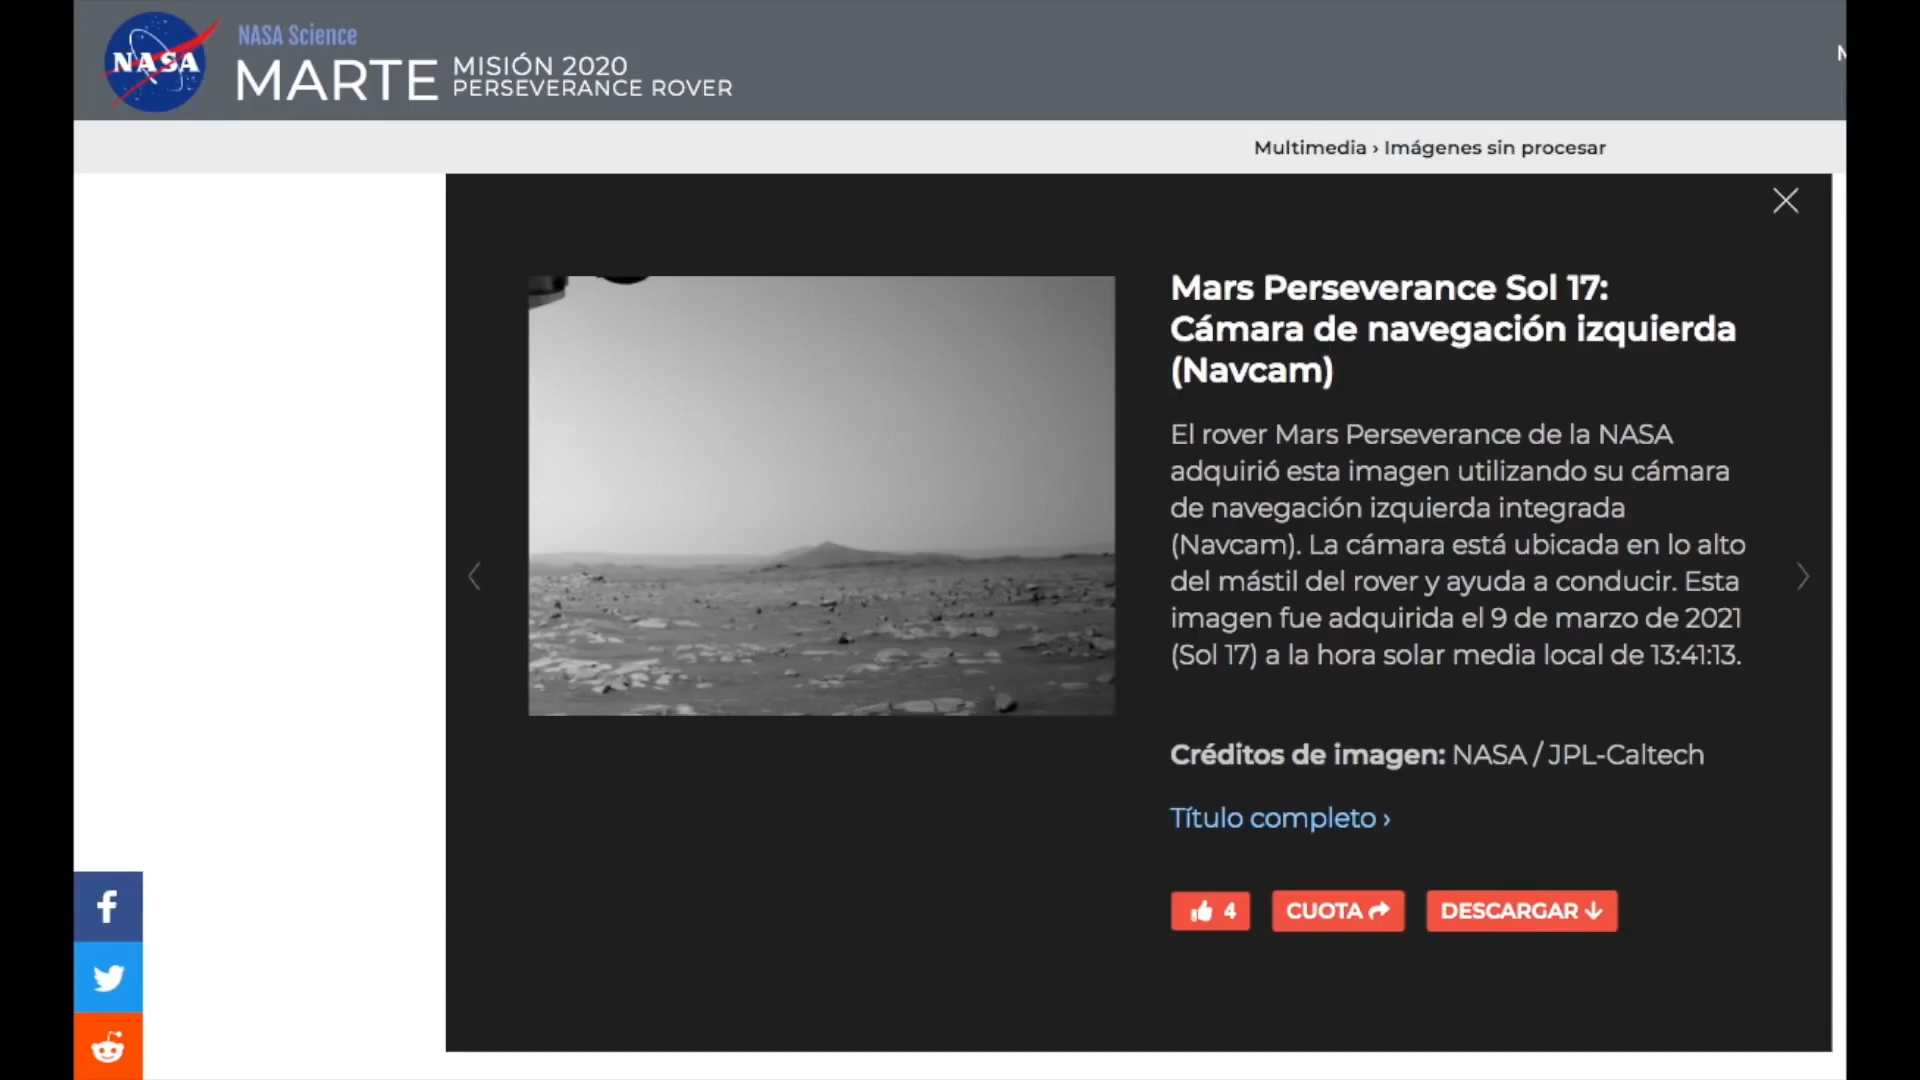 NASA
NASA Science
MARTE
MISIÓN 2020
PERSEVERANCE ROVER
Multimedia › Imágenes sin procesar
Mars Perseverance Sol 17:
Cámara de navegación izquierda
(Navcam)
El rover Mars Perseverance de la NASA
adquirió esta imagen utilizando su cámara
de navegación izquierda integrada
(Navcam). La cámara está ubicada en lo alto
del mástil del rover y ayuda a conducir. Esta
imagen fue adquirida el 9 de marzo de 2021
(Sol 17) a la hora solar media local de 13:41:13.
Créditos de imagen: NASA / JPL-Caltech
Título completo ›
4
CUOTA
DESCARGAR